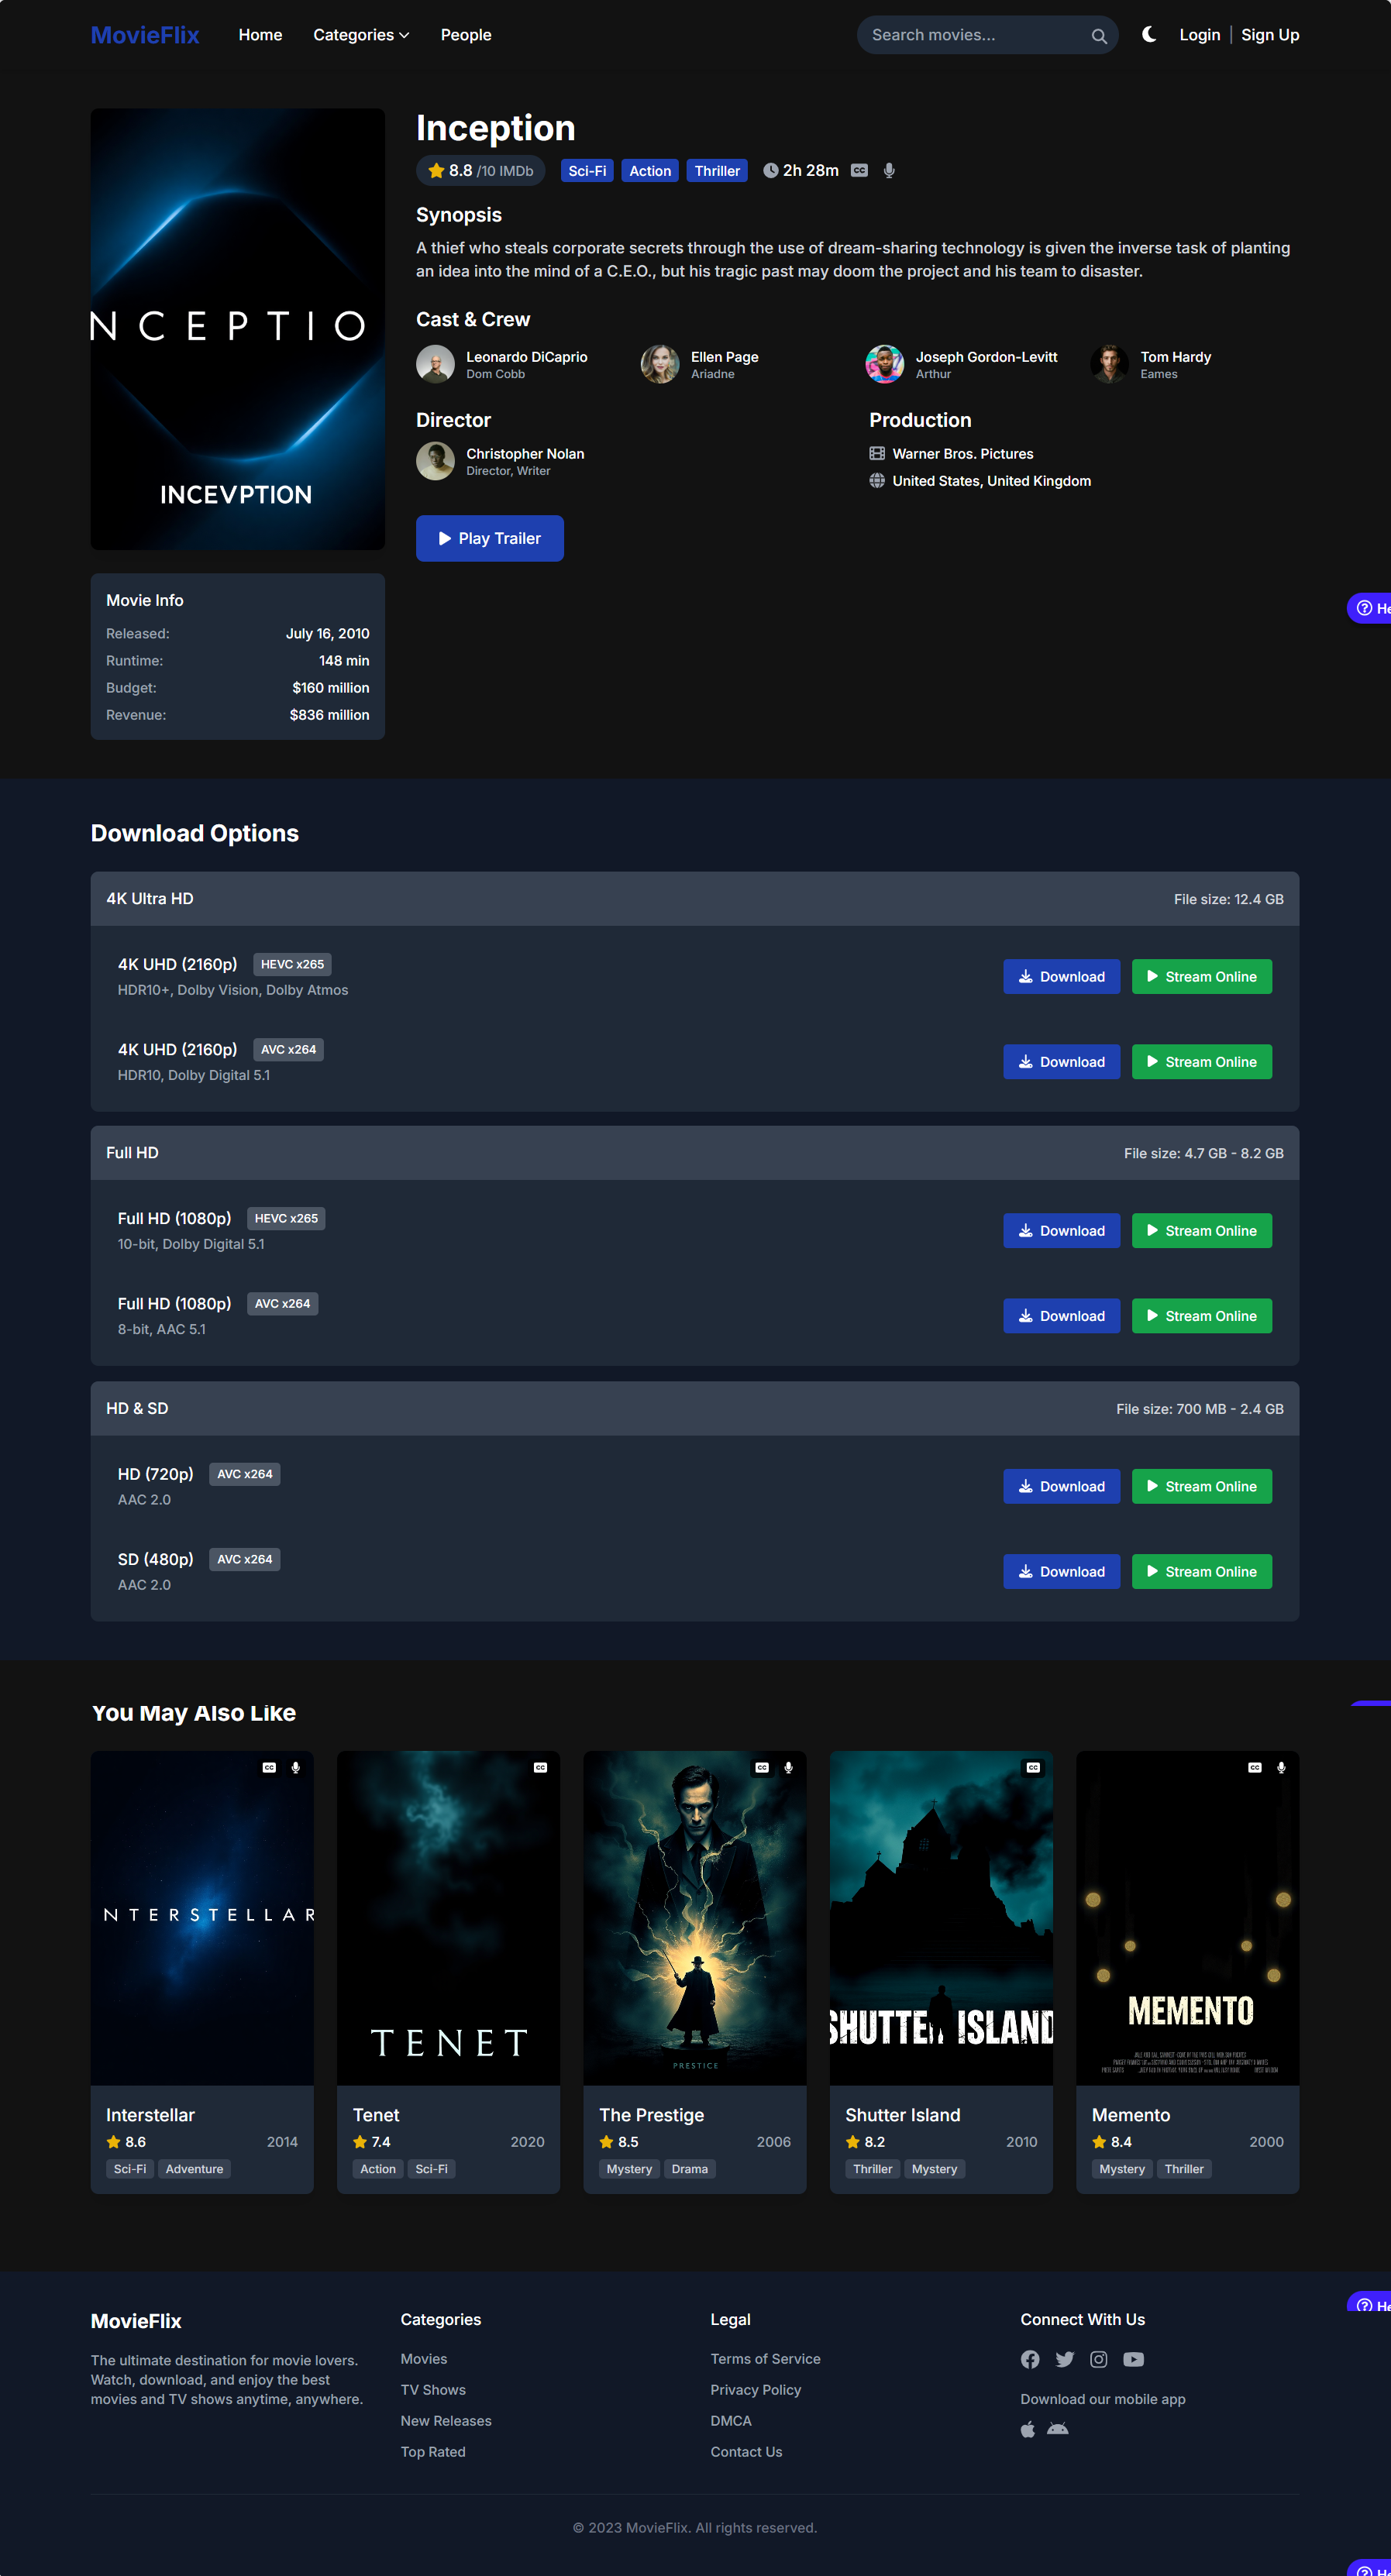 MovieFlix
Home
Categories
People
Search movies...
Login | Sign Up
NCEPTIO
INCEVPTION
Inception
8.8 /10 IMDb
Sci-Fi
Action
Thriller
2h 28m
CC
Synopsis
A thief who steals corporate secrets through the use of dream-sharing technology is given the inverse task of planting
an idea into the mind of a C.E.O., but his tragic past may doom the project and his team to disaster.
Cast & Crew
Leonardo DiCaprio
Dom Cobb
Ellen Page
Ariadne
Joseph Gordon-Levitt
Arthur
Tom Hardy
Eames
Director
Christopher Nolan
Director, Writer
Production
Warner Bros. Pictures
United States, United Kingdom
Play Trailer
He
Movie Info
Released: July 16, 2010
Runtime: 148 min
Budget: $160 million
Revenue: $836 million
Download Options
4K Ultra HD
File size: 12.4 GB
4K UHD (2160p) HEVC x265
HDR10+, Dolby Vision, Dolby Atmos
Download
Stream Online
4K UHD (2160p) AVC x264
HDR10, Dolby Digital 5.1
Download
Stream Online
Full HD
File size: 4.7 GB - 8.2 GB
Full HD (1080p) HEVC x265
10-bit, Dolby Digital 5.1
Download
Stream Online
Full HD (1080p) AVC x264
8-bit, AAC 5.1
Download
Stream Online
HD & SD
File size: 700 MB - 2.4 GB
HD (720p) AVC x264
AAC 2.0
Download
Stream Online
SD (480p) AVC x264
AAC 2.0
Download
Stream Online
You May Also Like
CC
NTERSTELLAR
Interstellar
8.6 2014
Sci-Fi Adventure
CC
TENET
Tenet
7.4 2020
Action Sci-Fi
CC
PRESTICE
The Prestige
8.5 2006
Mystery Drama
CC
SHUTTER ISLAND
Shutter Island
8.2 2010
Thriller Mystery
CC
MEMENTO
Memento
8.4 2000
Mystery Thriller
MovieFlix
The ultimate destination for movie lovers.
Watch, download, and enjoy the best
movies and TV shows anytime, anywhere.
Categories
Movies
TV Shows
New Releases
Top Rated
Legal
Terms of Service
Privacy Policy
DMCA
Contact Us
Connect With Us
Download our mobile app
He
© 2023 MovieFlix. All rights reserved.
He